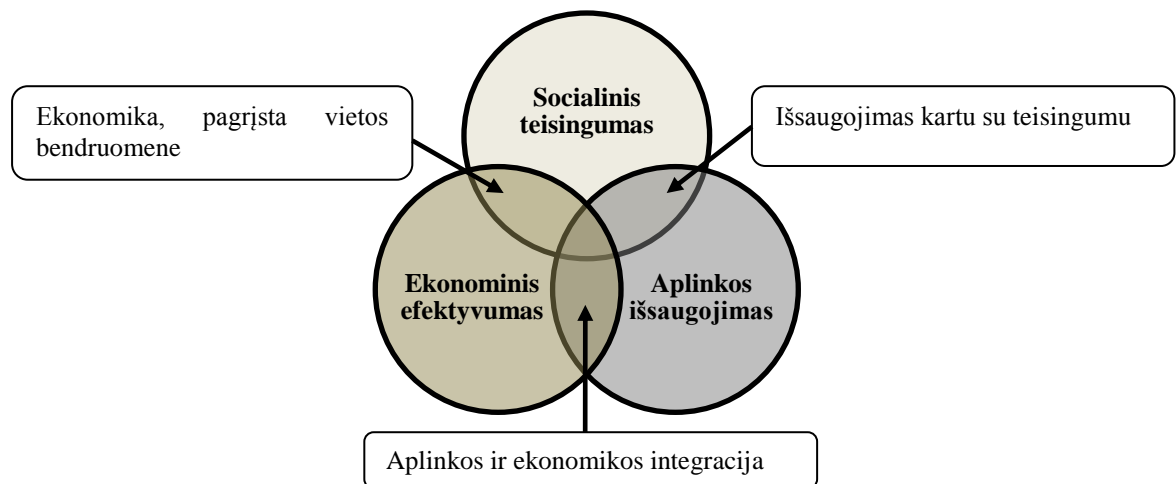 Socialinis
teisingumas
Ekonomika, pagrįsta vietos
bendruomene
Išsaugojimas kartu su teisingumu
Ekonominis
efektyvumas
Aplinkos
išsaugojimas
Aplinkos ir ekonomikos integracija